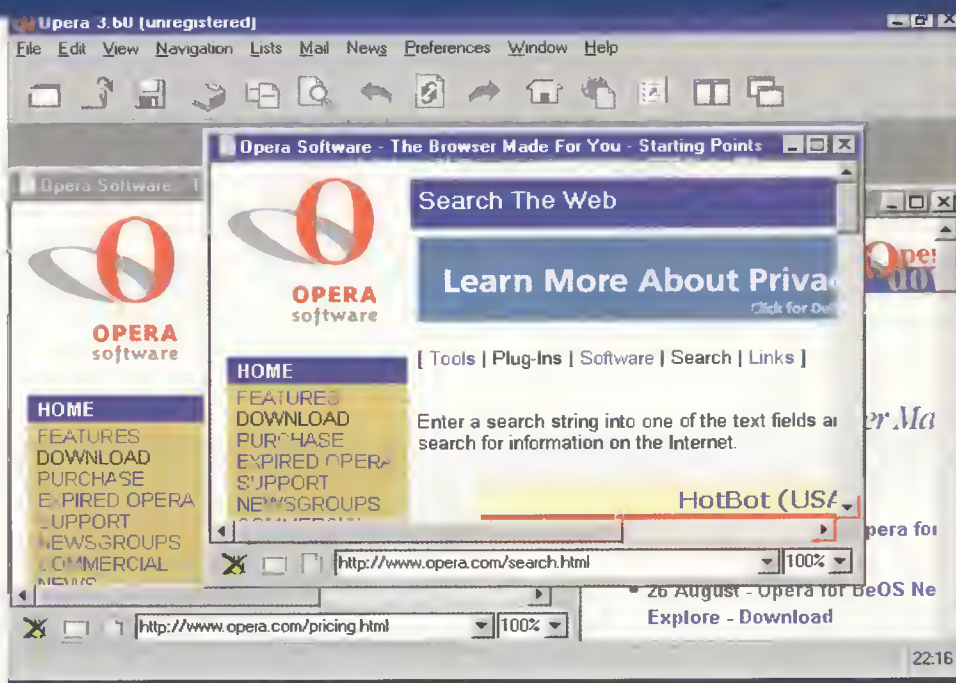 Opera 3.60 [unregistered]
File Edit View Navigation Lists Mail News Preferences Window Help
Opera Software - The Browser Made For You - Starting Points
Search The Web
Learn More About
Click for
OPERA
software
[ Tools | Plug-Ins | Software | Search | Links ]
Enter a search string into one of the text fields
search for information on the Internet.
HotBot (USA
HOME
FEATURES
DOWNLOAD
PURCHASE
EXPIRED OPERA
SUPPORT
NEWSGROUPS
http://www.opera.com/search.html
100%
Opera Software
OPERA
software
HOME
FEATURES
DOWNLOAD
PURCHASE
EXPIRED OPERA
SUPPORT
NEWSGROUPS
COMMERCIAL
NEWS
http://www.opera.com/pricing.html
100%
26 August - Opera for BeOS
Explore - Download
22:16